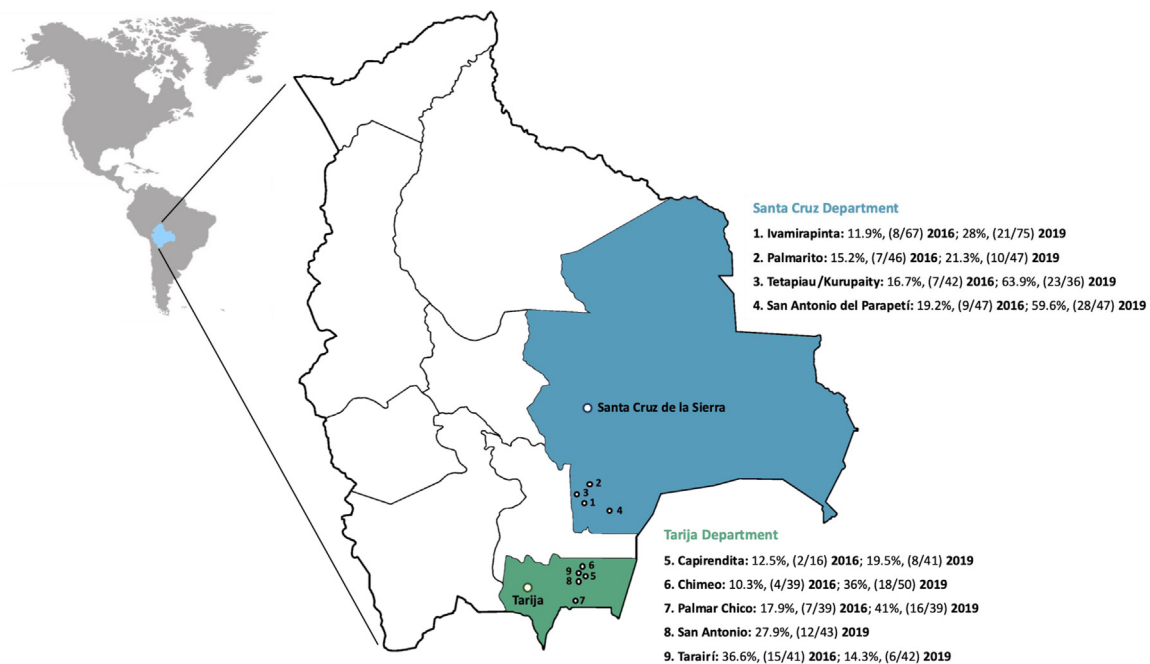 Santa Cruz Department
1. Ivamirapinta: 11.9%, (8/67) 2016; 28%, (21/75) 2019
2. Palmarito: 15.2%, (7/46) 2016; 21.3%, (10/47) 2019
3. Tetapiau/Kurupaity: 16.7%, (7/42) 2016; 63.9%, (23/36) 2019
4. San Antonio del Parapetí: 19.2%, (9/47) 2016; 59.6%, (28/47) 2019
Santa Cruz de la Sierra
2
3
1
4
Tarija Department
5. Capirendita: 12.5%, (2/16) 2016; 19.5%, (8/41) 2019
6. Chimeo: 10.3%, (4/39) 2016; 36%, (18/50) 2019
7. Palmar Chico: 17.9%, (7/39) 2016; 41% (16/39) 2019
8. San Antonio: 27.9%, (12/43) 2019
9. Tarairí: 36.6%, (15/41) 2016; 14.3%, (6/42) 2019
6
9
5
8
7
Tarija